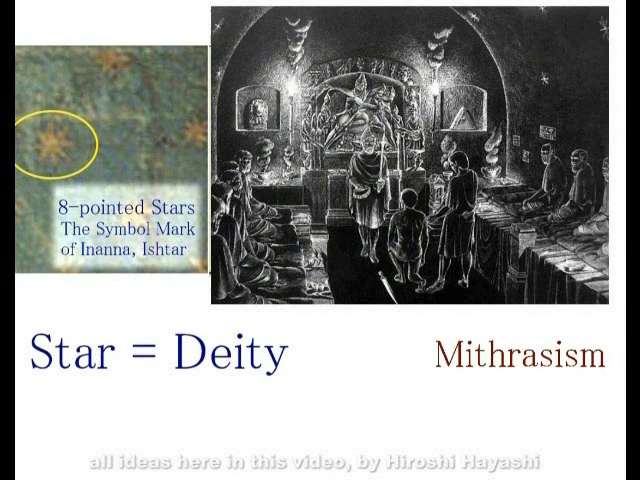 8-pointed Stars
The Symbol Mark
of Inanna, Ishtar
Star = Deity
Mithrasism
all ideas here in this video, by Hiroshi Hayashi